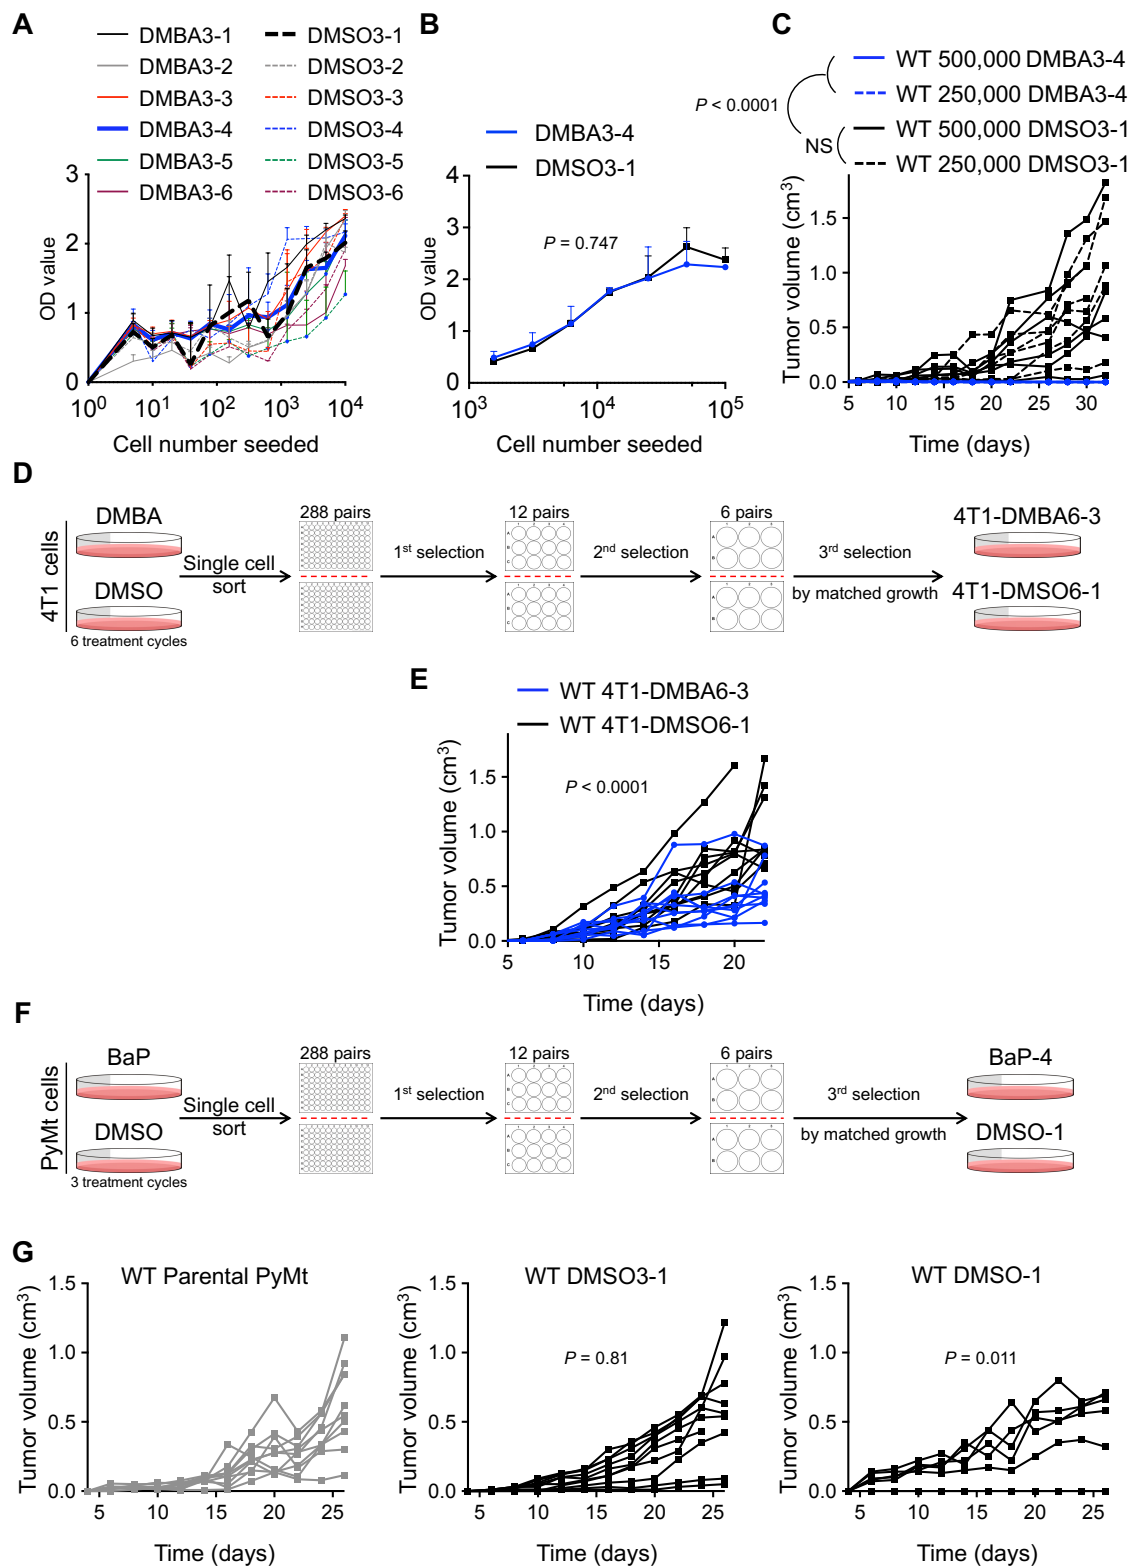 A
DMBA3-1
DMSO3-1
DMBA3-2
DMSO3-2
DMBA3-3
DMSO3-3
DMBA3-4
DMSO3-4
DMBA3-5
DMSO3-5
DMBA3-6
DMSO3-6
3
2
1
0
OD value
10^0 10^1 10^2 10^3 10^4
Cell number seeded
B
DMBA3-4
DMSO3-1
P = 0.747
4
3
2
1
0
OD value
10^3 10^4 10^5
Cell number seeded
C
WT 500,000 DMBA3-4
WT 250,000 DMBA3-4
WT 500,000 DMSO3-1
WT 250,000 DMSO3-1
P < 0.0001
NS
1.5
1.0
0.5
0.0
Tumor volume (cm³)
5 10 15 20 25 30
Time (days)
D
4T1 cells
DMBA
DMSO
6 treatment cycles
Single cell
sort
288 pairs
1st selection
12 pairs
2nd selection
6 pairs
3rd selection
by matched growth
4T1-DMBA6-3
4T1-DMSO6-1
E
WT 4T1-DMBA6-3
WT 4T1-DMSO6-1
P < 0.0001
1.5
1.0
0.5
0.0
Tumor volume (cm³)
5 10 15 20
Time (days)
F
PyMt cells
BaP
DMSO
3 treatment cycles
Single cell
sort
288 pairs
1st selection
12 pairs
2nd selection
6 pairs
3rd selection
by matched growth
BaP-4
DMSO-1
G
WT Parental PyMt
1.5
1.0
0.5
0.0
Tumor volume (cm³)
5 10 15 20 25
Time (days)
WT DMSO3-1
P = 0.81
1.5
1.0
0.5
0.0
Tumor volume (cm³)
5 10 15 20 25
Time (days)
WT DMSO-1
P = 0.011
1.5
1.0
0.5
0.0
Tumor volume (cm³)
5 10 15 20 25
Time (days)